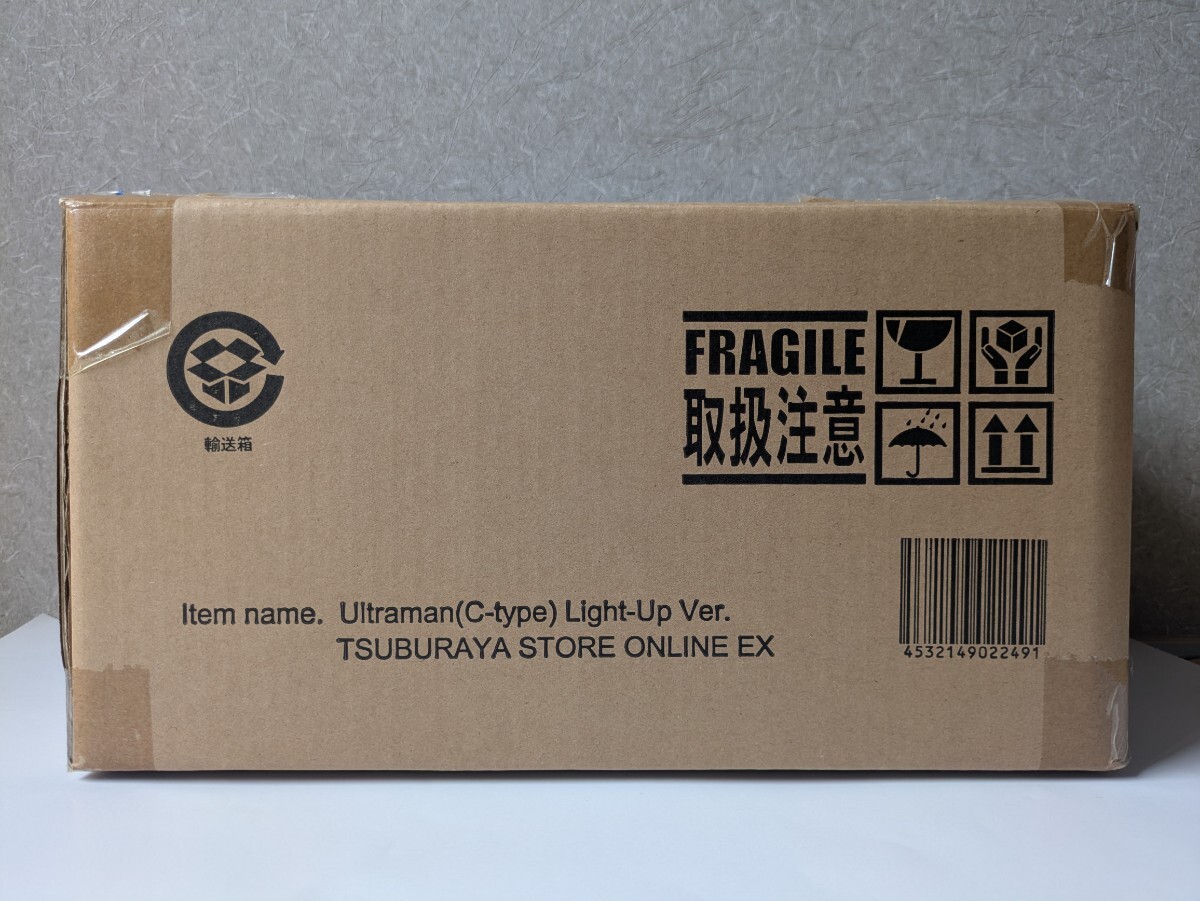 輸送箱
FRAGILE
取扱注意
Item name. Ultraman(C-type) Light-Up Ver.
TSUBURAYA STORE ONLINE EX
4532149022491